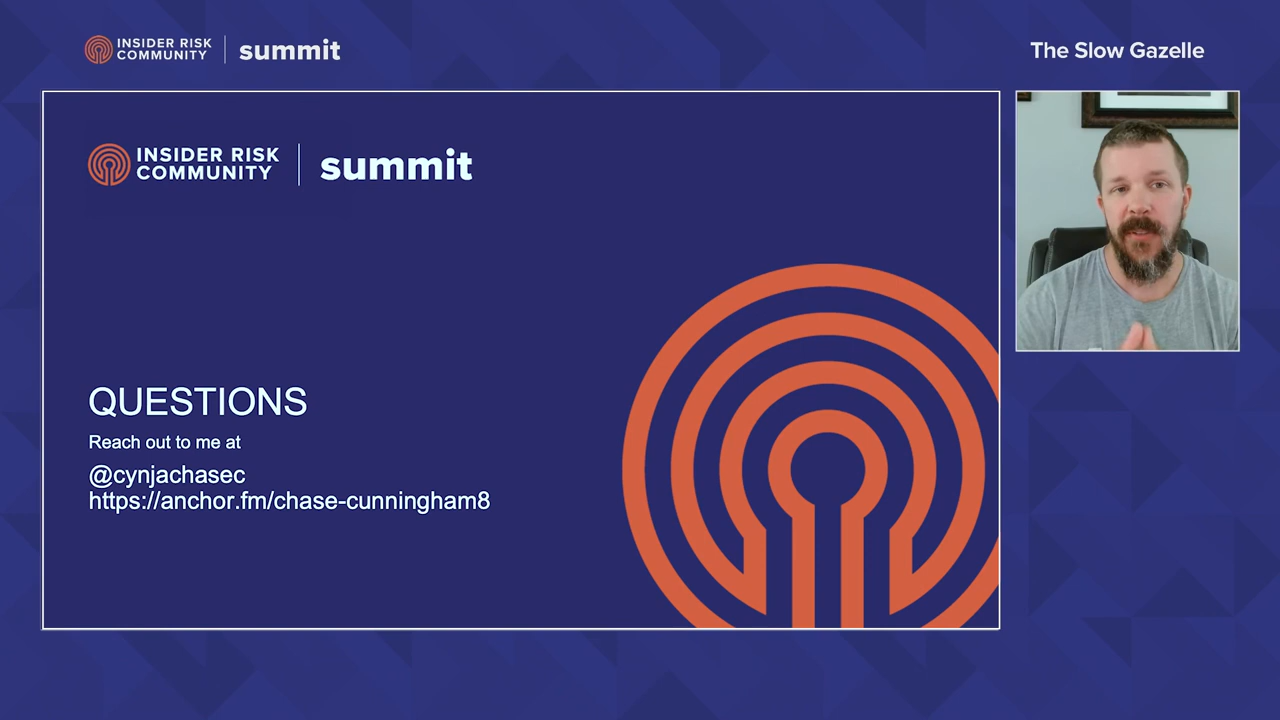 INSIDER RISK
COMMUNITY
summit
The Slow Gazelle
INSIDER RISK
COMMUNITY
summit
QUESTIONS
Reach out to me at
@cynjachasec
https://anchor.fm/chase-cunningham8